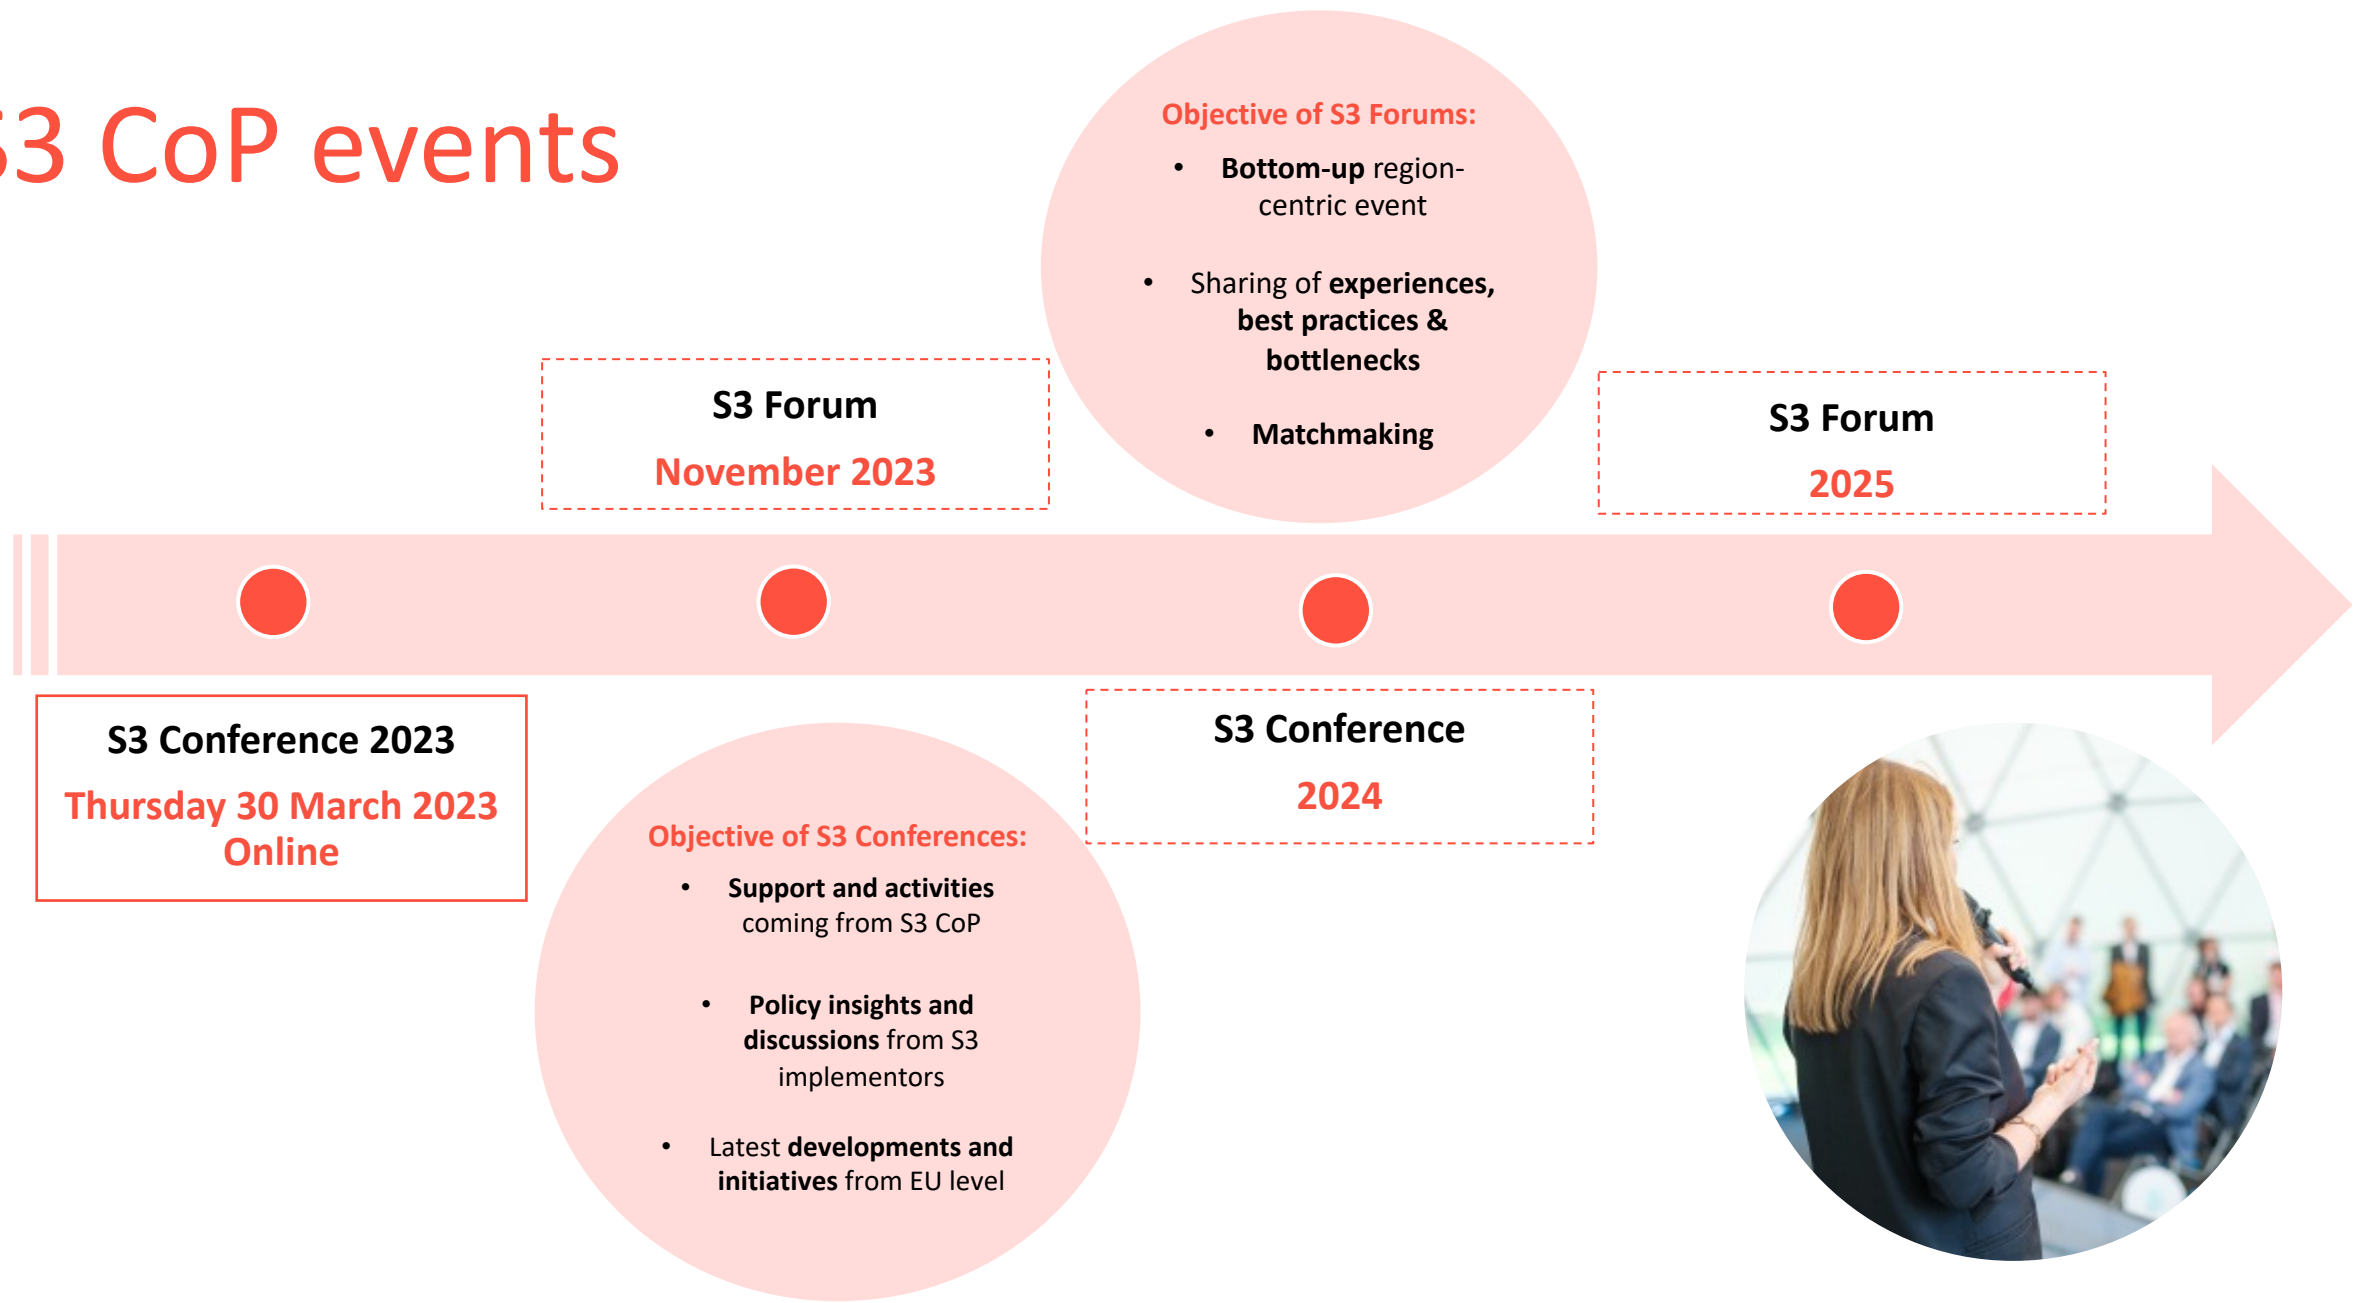 S3 CoP events
Objective of S3 Forums:
• Bottom-up region-
centric event
• Sharing of experiences,
best practices &
bottlenecks
• Matchmaking
S3 Forum
November 2023
S3 Forum
2025
S3 Conference 2023
Thursday 30 March 2023
Online
S3 Conference
2024
Objective of S3 Conferences:
• Support and activities
coming from S3 CoP
• Policy insights and
discussions from S3
implementors
• Latest developments and
initiatives from EU level